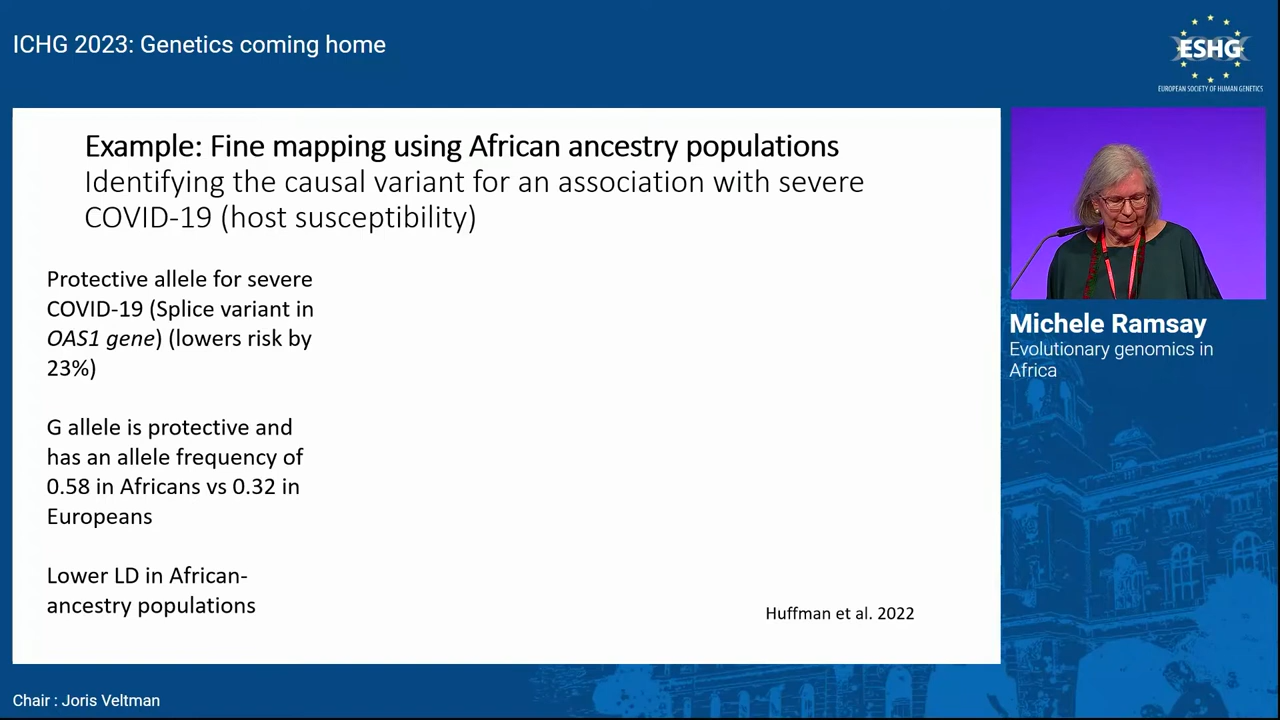 ICHG 2023: Genetics coming home
ESHG
EUROPEAN SOCIETY OF HUMAN GENETICS
Example: Fine mapping using African ancestry populations
Identifying the causal variant for an association with severe
COVID-19 (host susceptibility)
Protective allele for severe
COVID-19 (Splice variant in
OAS1 gene) (lowers risk by
23%)
G allele is protective and
has an allele frequency of
0.58 in Africans vs 0.32 in
Europeans
Lower LD in African-
ancestry populations
Huffman et al. 2022
Michele Ramsay
Evolutionary genomics in
Africa
Chair : Joris Veltman